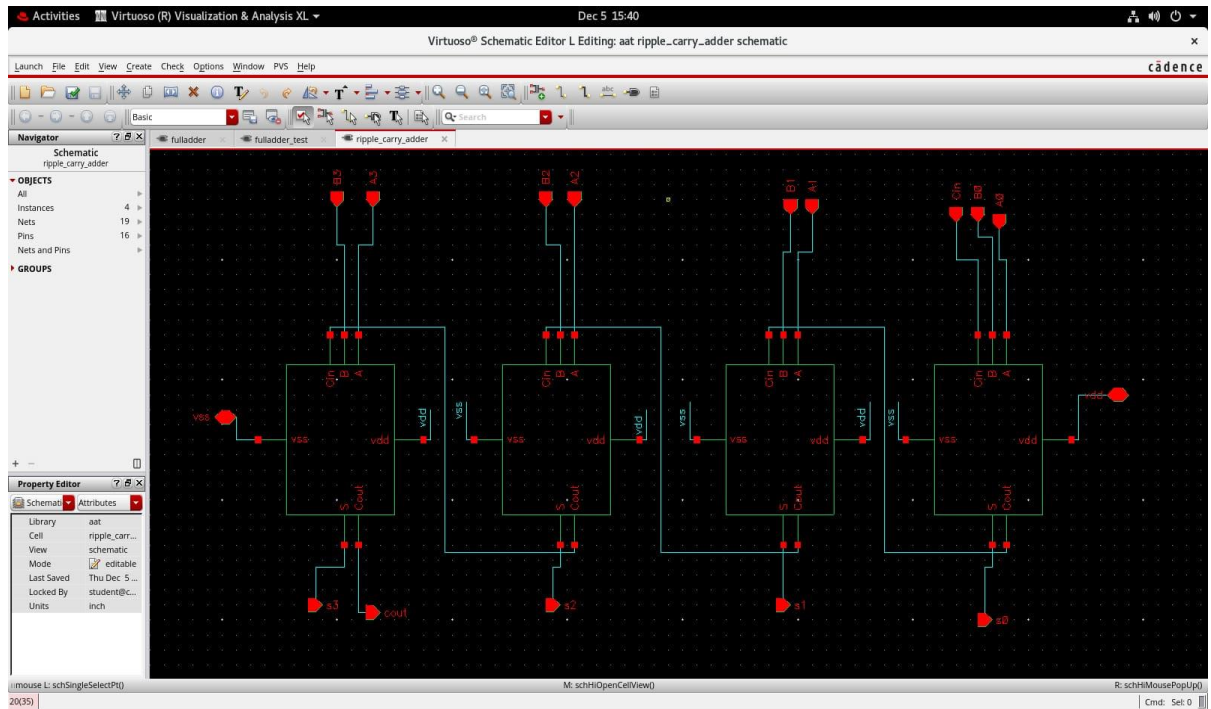 Activities Virtuoso (R) Visualization & Analysis XL Dec 5 15:40
Virtuoso® Schematic Editor L Editing: aat ripple_carry_adder schematic
Launch File Edit View Create Check Options Window PVS Help cādence
Basic Search
Navigator fulladder fulladder_test ripple_carry_adder
Schematic
ripple_carry_adder
OBJECTS
All
Instances 4
Nets 19
Pins 16
Nets and Pins
GROUPS
B3 A3 B2 A2 B1 A1 Cin B0 A0
Cin B A Cin B A Cin B A Cin B A
vss vdd vss vdd vss vdd vss vdd
vss vdd vss vdd vss vdd vss vdd
S Cout S Cout S Cout S Cout
s3 cout s2 s1 s0
Property Editor
Schemati Attributes
Library aat
Cell ripple_carr...
View schematic
Mode editable
Last Saved Thu Dec 5 ...
Locked By student@c...
Units inch
mouse L: schSingleSelectPt() M: schHiOpenCellView() R: schHiMousePopUp()
20(35) Cmd: Sel: 0